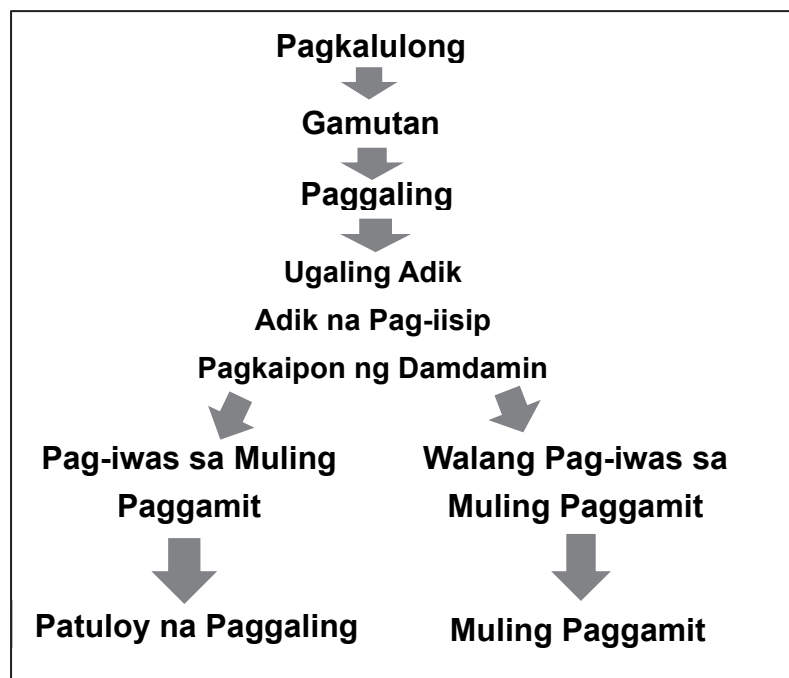 Pagkalulong
Gamutan
Paggaling
Ugaling Adik
Adik na Pag-iisip
Pagkaipon ng Damdamin
Pag-iwas sa Muling
Paggamit
Walang Pag-iwas sa
Muling Paggamit
Patuloy na Paggaling
Muling Paggamit